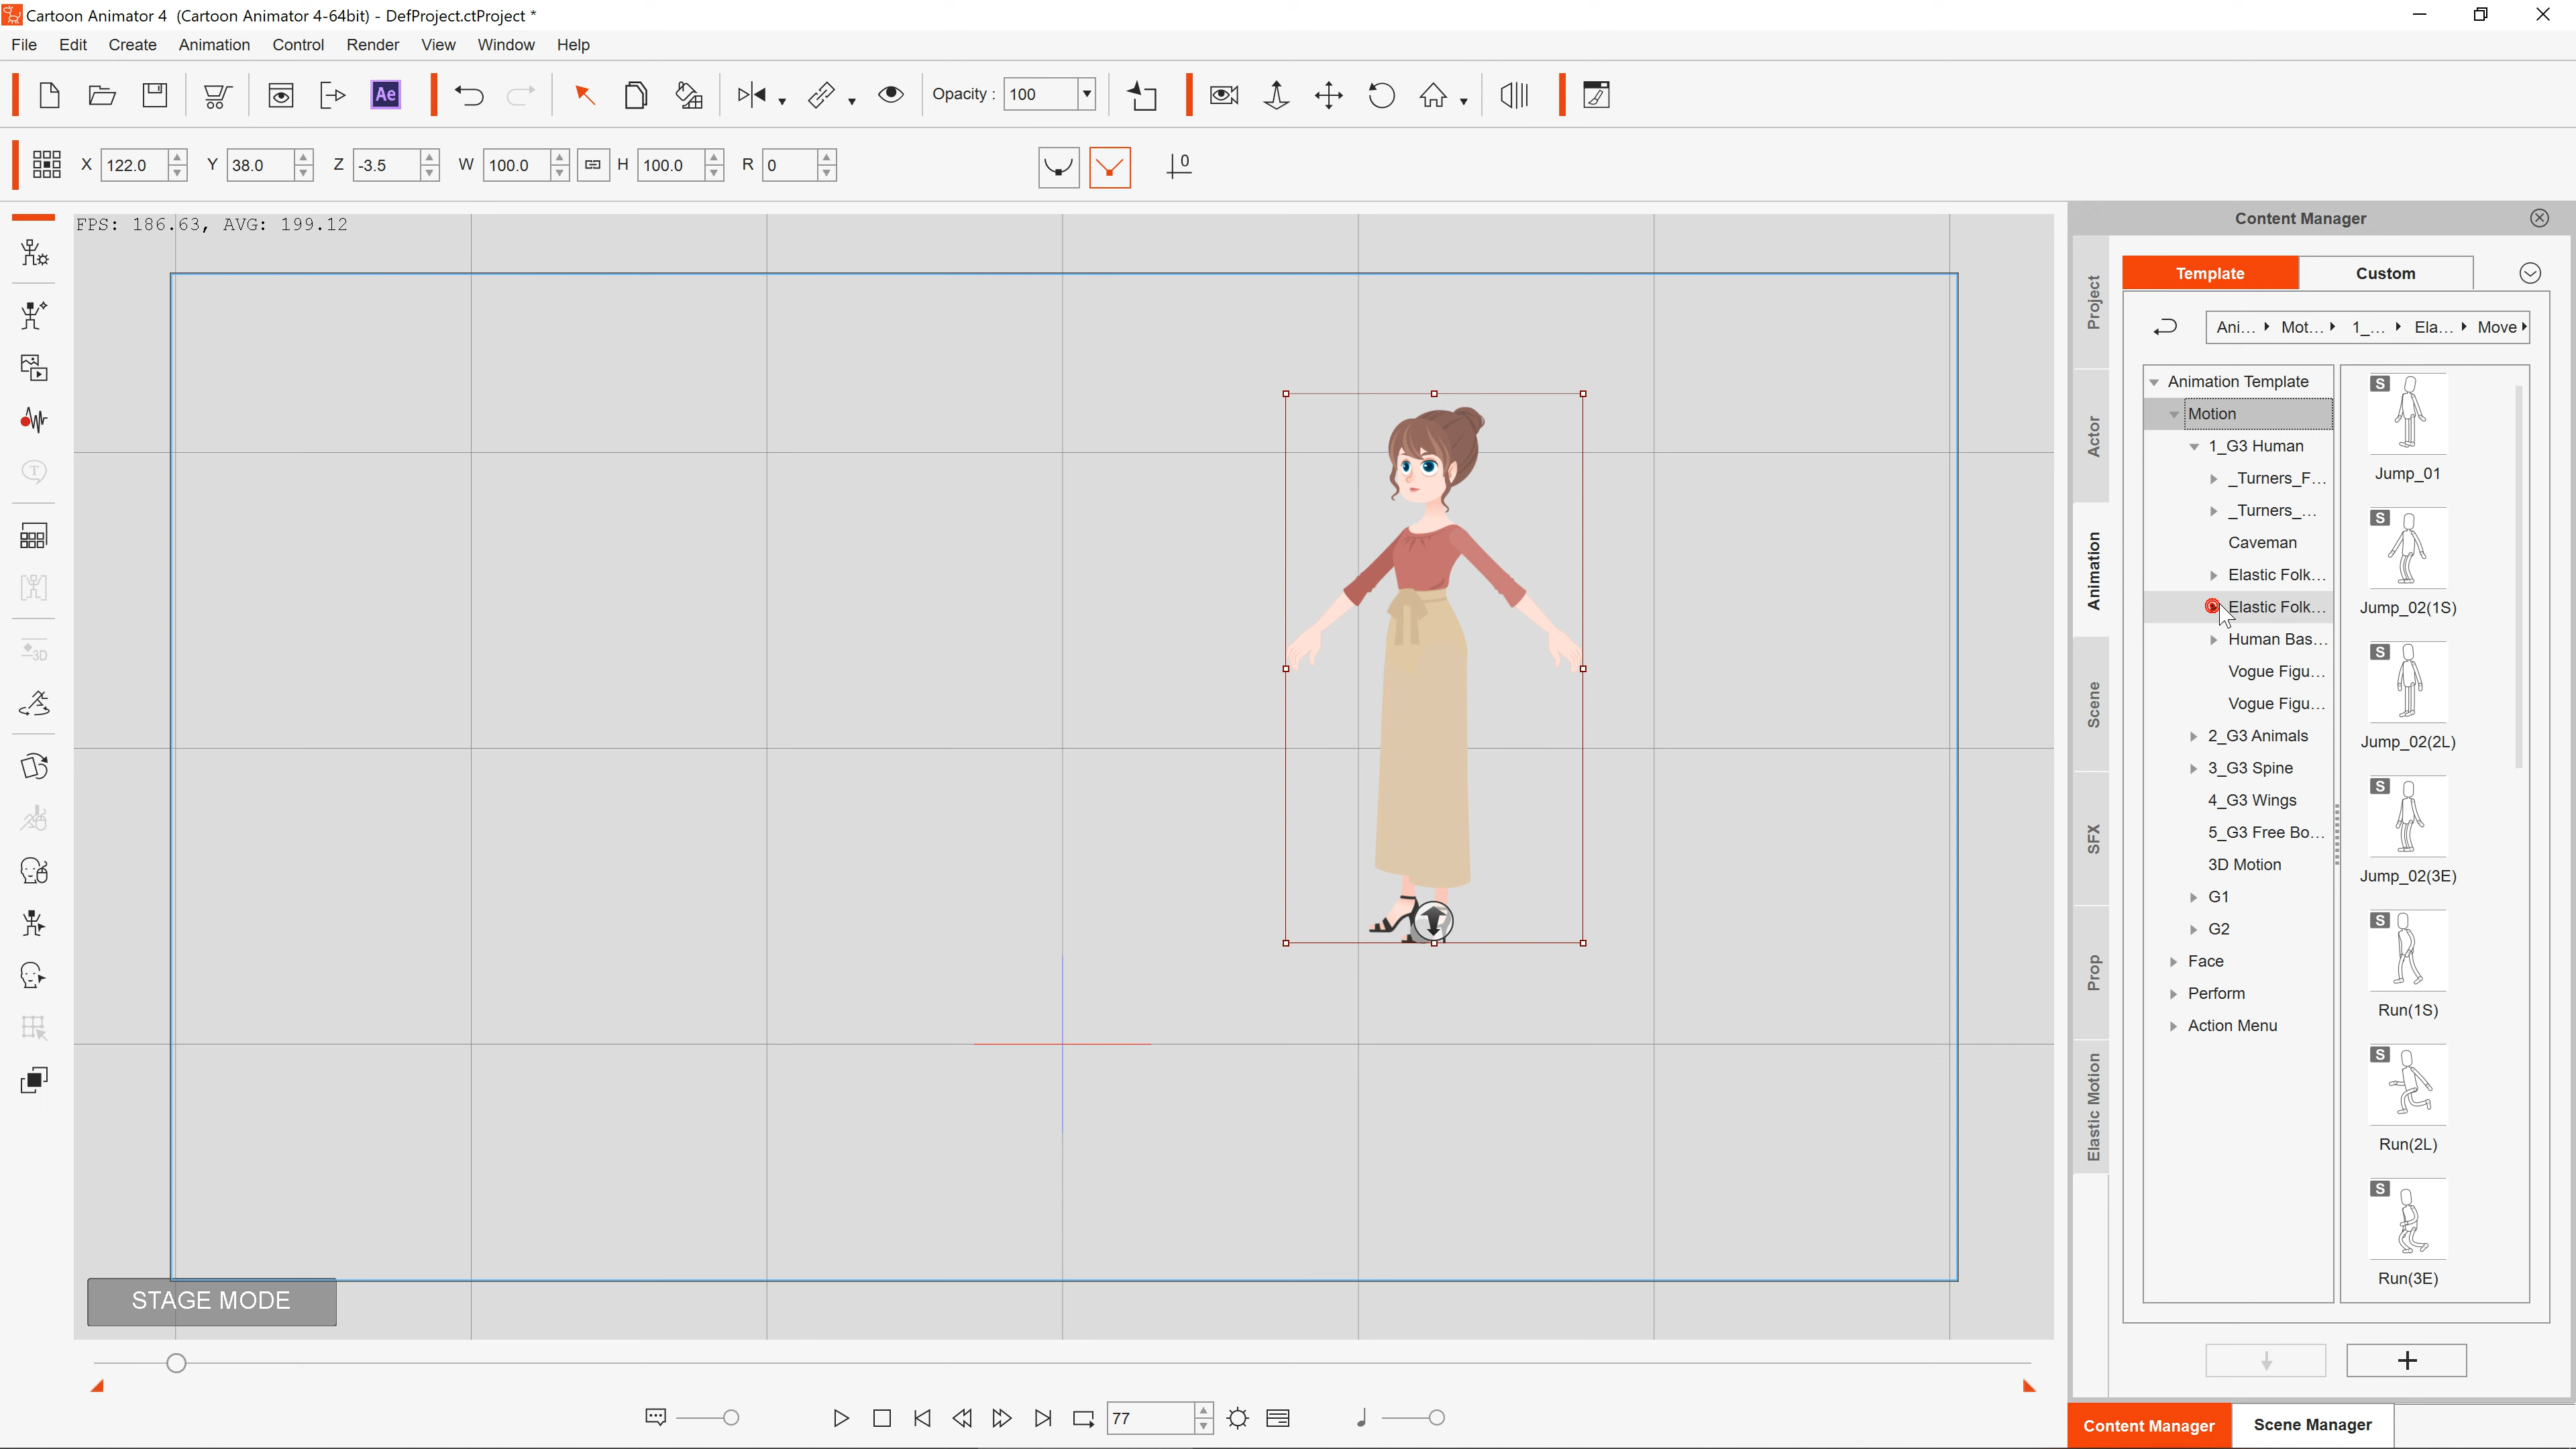 Cartoon Animator 4 (Cartoon Animator 4-64bit) - DefProject.ctProject *
File Edit Create Animation Control Render View Window Help
Ae Opacity : 100
X 122.0 Y 38.0 Z -3.5 W 100.0 H 100.0 R 0 0
FPS: 186.63, AVG: 199.12
Content Manager
Template Custom
Ani... Mot... 1_... Ela... Move
Project
Actor
Animation
Scene
SFX
Prop
Elastic Motion
Animation Template
Motion
1_G3 Human
_Turners_F...
_Turners_...
Caveman
Elastic Folk...
Elastic Folk...
Human Bas...
Vogue Figu...
Vogue Figu...
2_G3 Animals
3_G3 Spine
4_G3 Wings
5_G3 Free Bo...
3D Motion
G1
G2
Face
Perform
Action Menu
S
Jump_01
S
Jump_02(1S)
S
Jump_02(2L)
S
Jump_02(3E)
S
Run(1S)
S
Run(2L)
S
Run(3E)
T
3D
STAGE MODE
77
Content Manager Scene Manager